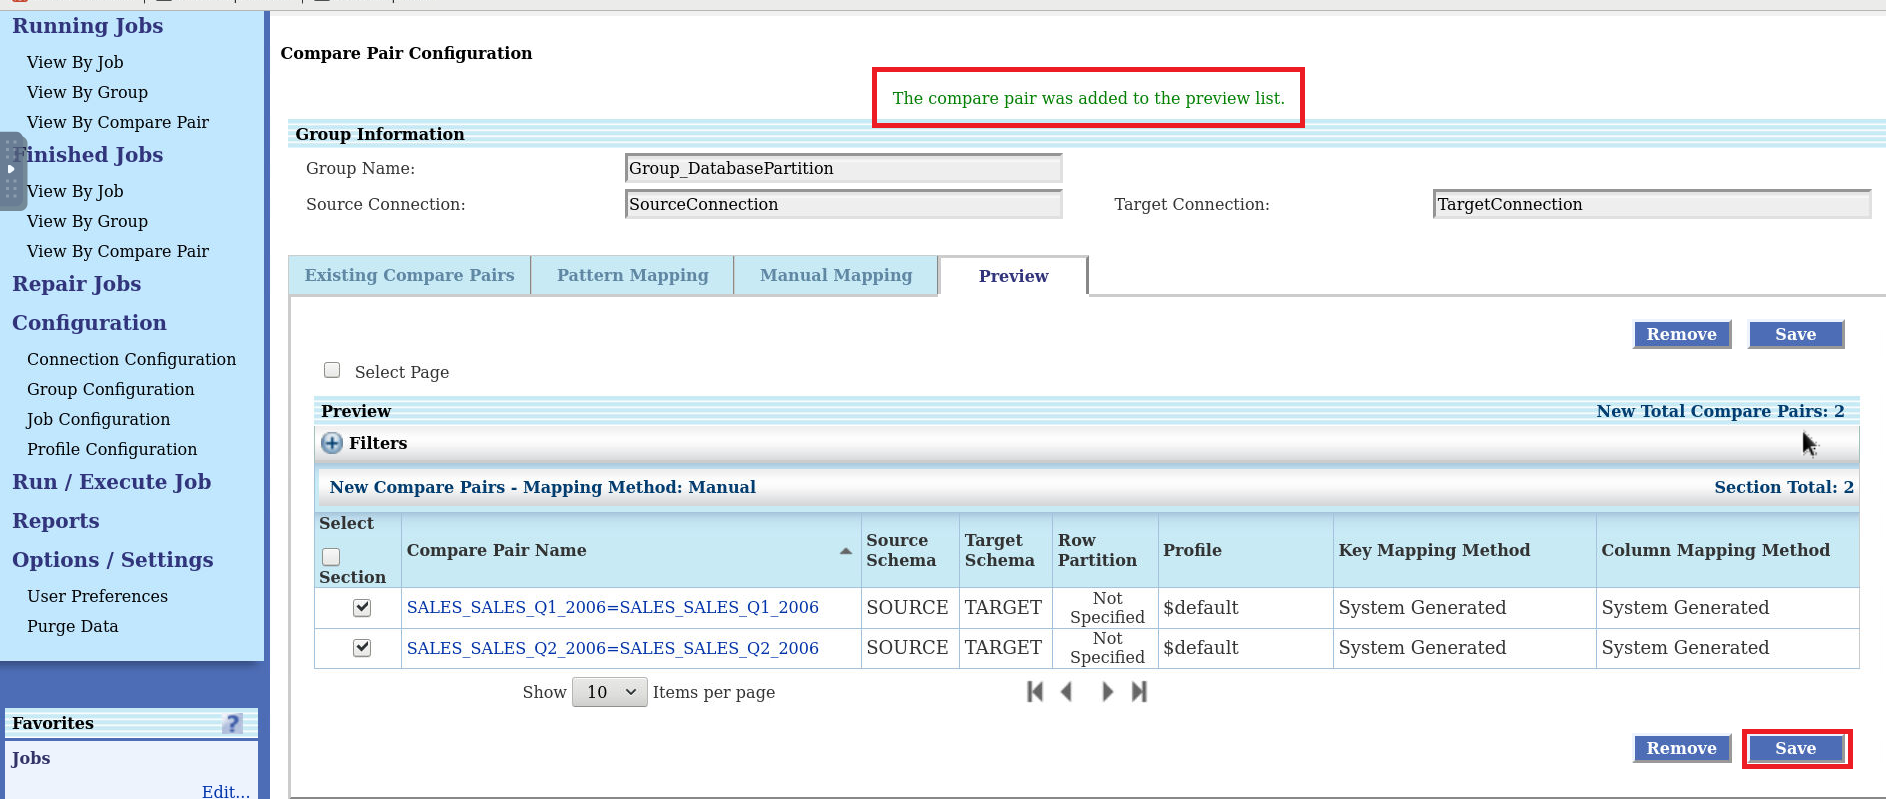 Running Jobs
View By Job
View By Group
View By Compare Pair
Finished Jobs
View By Job
View By Group
View By Compare Pair
Repair Jobs
Configuration
Connection Configuration
Group Configuration
Job Configuration
Profile Configuration
Run / Execute Job
Reports
Options / Settings
User Preferences
Purge Data
Favorites ?
Jobs
Edit...
Compare Pair Configuration
The compare pair was added to the preview list.
Group Information
Group Name: Group_DatabasePartition
Source Connection: SourceConnection Target Connection: TargetConnection
Existing Compare Pairs Pattern Mapping Manual Mapping Preview
Remove Save
Select Page
Preview New Total Compare Pairs: 2
Filters
New Compare Pairs - Mapping Method: Manual Section Total: 2
Select Section Compare Pair Name Source Schema Target Schema Row Partition Profile Key Mapping Method Column Mapping Method
SALES_SALES_Q1_2006=SALES_SALES_Q1_2006 SOURCE TARGET Not Specified $default System Generated System Generated
SALES_SALES_Q2_2006=SALES_SALES_Q2_2006 SOURCE TARGET Not Specified $default System Generated System Generated
Show 10 Items per page
Remove Save